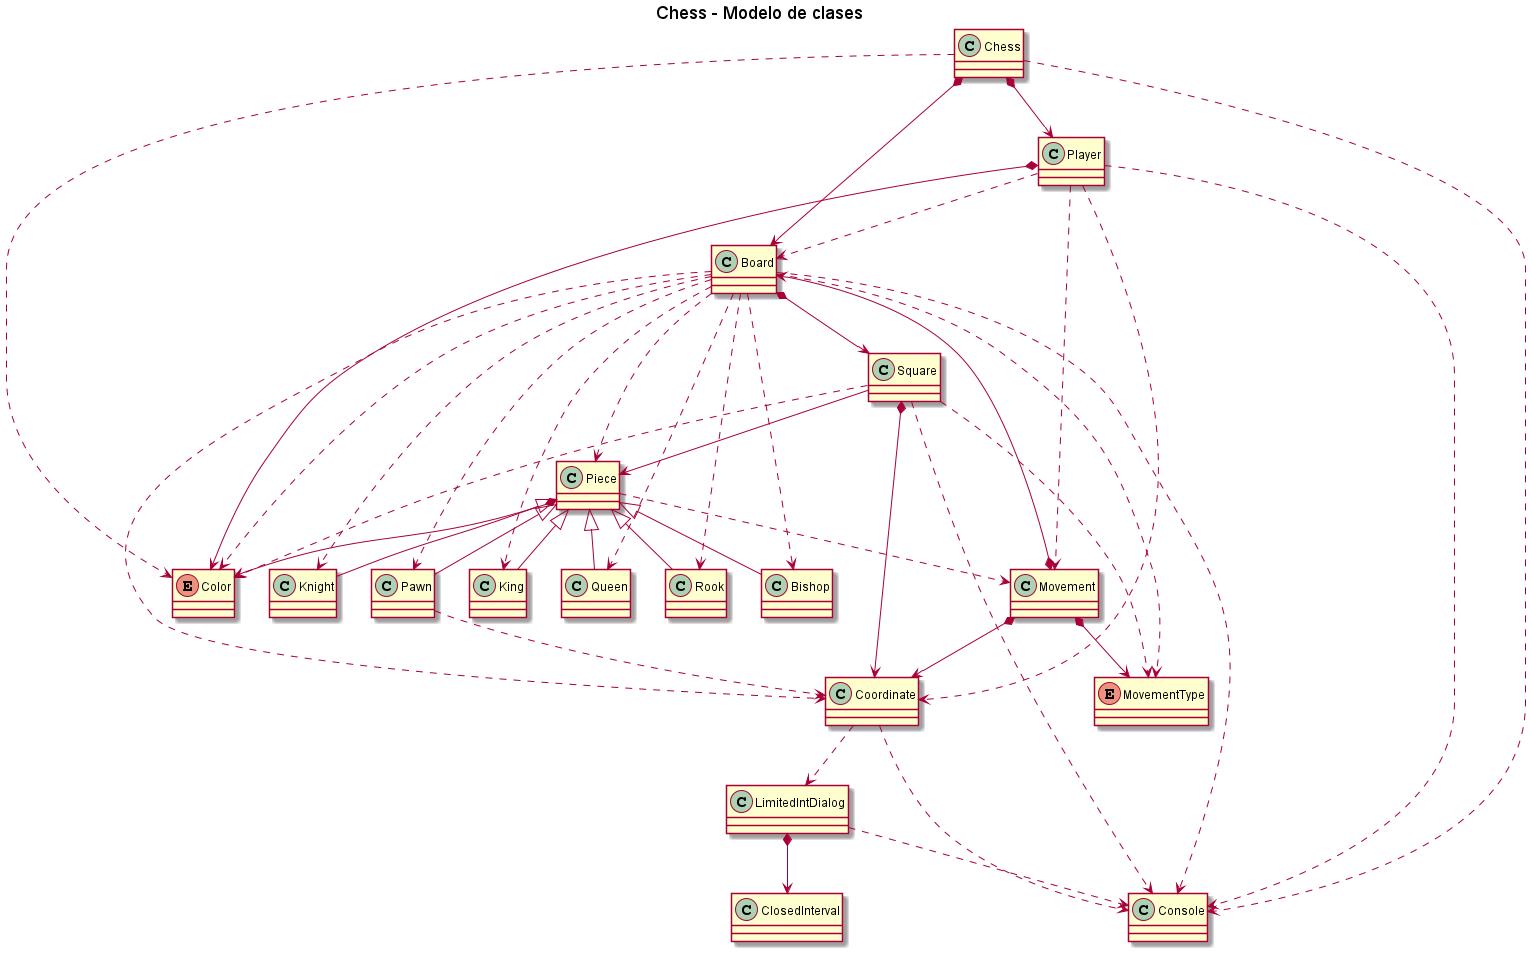 Chess - Modelo de clases
C Chess
C Player
C Board
C Square
C Piece
E Color
C Knight
C Pawn
C King
C Queen
C Rook
C Bishop
C Movement
C Coordinate
E MovementType
C LimitedIntDialog
C ClosedInterval
C Console